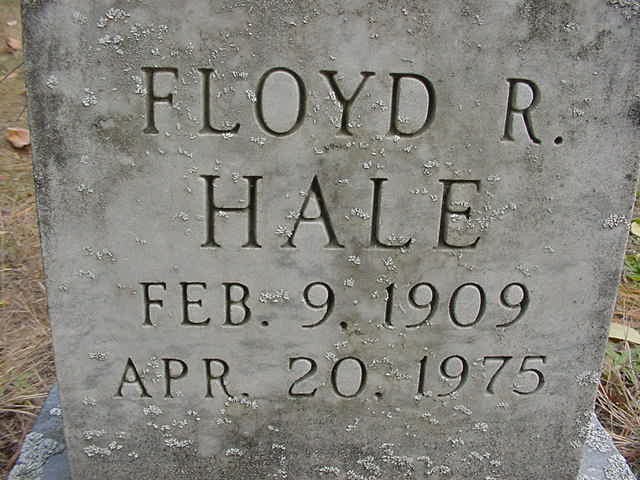 FLOYD R.
HALE
FEB. 9, 1909
APR. 20, 1975